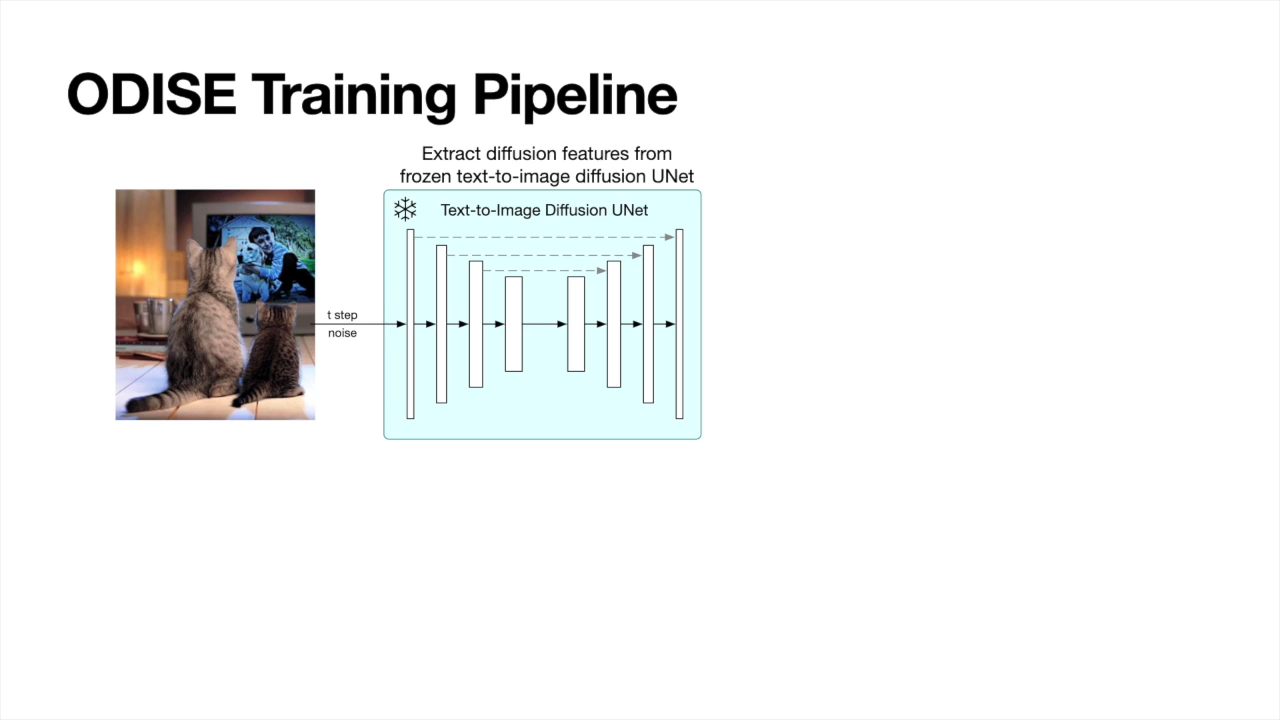 ODISE Training Pipeline
Extract diffusion features from
frozen text-to-image diffusion UNet
Text-to-Image Diffusion UNet
t step
noise